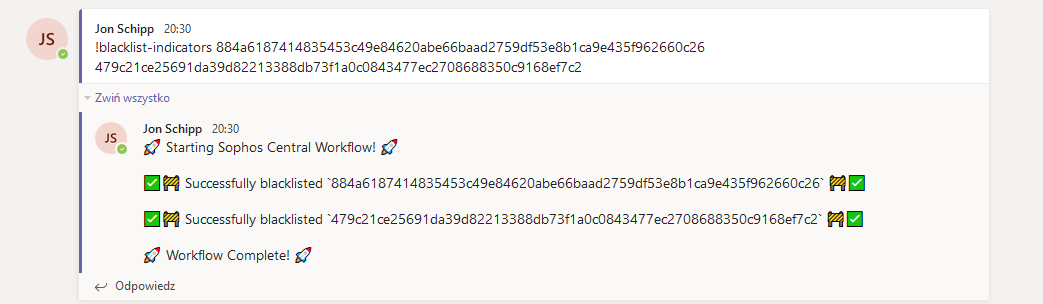 JS
Jon Schipp 20:30
!blacklist-indicators 884a6187414835453c49e84620abe66baad2759df53e8b1ca9e435f962660c26
479c21ce25691da39d82213388db73f1a0c0843477ec2708688350c9168ef7c2
Zwiń wszystko
JS
Jon Schipp 20:30
🚀 Starting Sophos Central Workflow! 🚀
✅🚧 Successfully blacklisted `884a6187414835453c49e84620abe66baad2759df53e8b1ca9e435f962660c26` 🚧✅
✅🚧 Successfully blacklisted `479c21ce25691da39d82213388db73f1a0c0843477ec2708688350c9168ef7c2` 🚧✅
🚀 Workflow Complete! 🚀
Odpowiedz